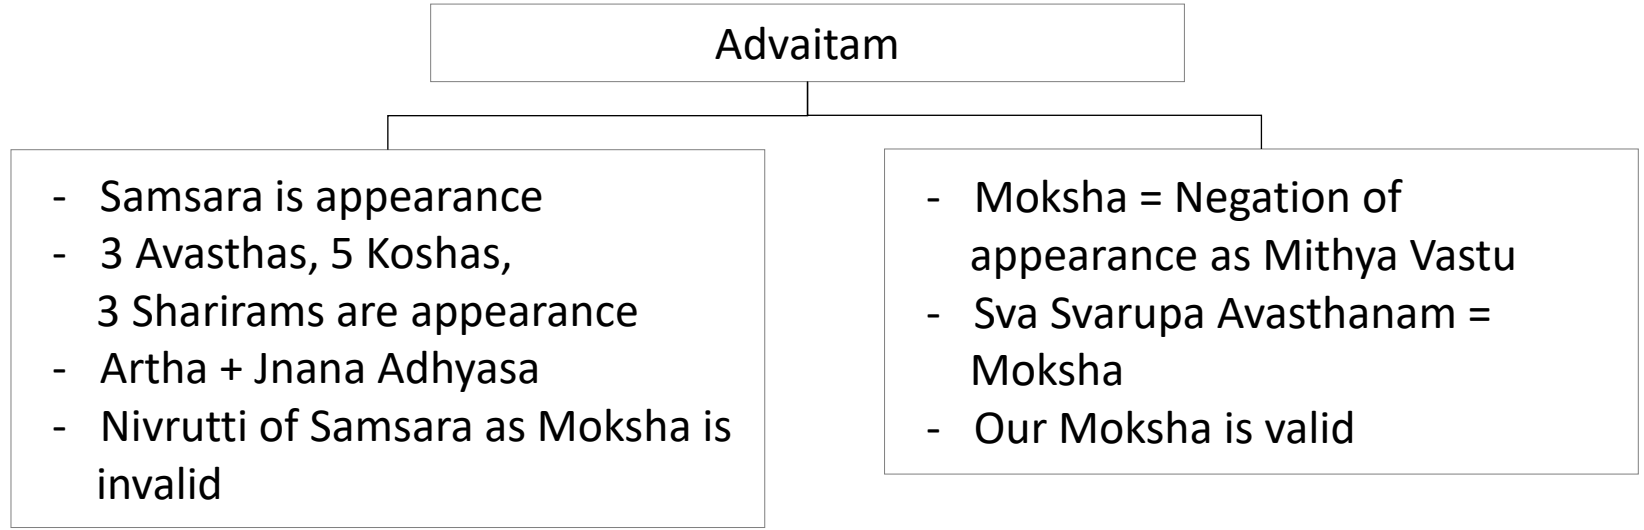 Advaitam
- Samsara is appearance
- 3 Avasthas, 5 Koshas,
3 Sharirams are appearance
- Artha + Jnana Adhyasa
- Nivrutti of Samsara as Moksha is
invalid
- Moksha = Negation of
appearance as Mithya Vastu
- Sva Svarupa Avasthanam =
Moksha
- Our Moksha is valid